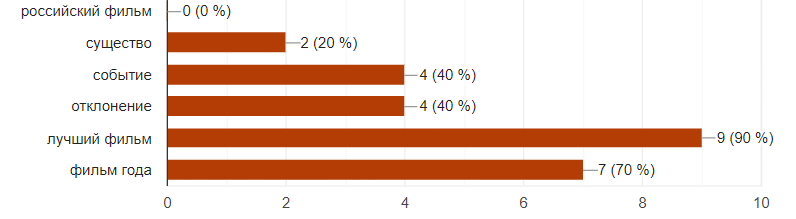 российский фильм 0 (0 %)
существо 2 (20 %)
событие 4 (40 %)
отклонение 4 (40 %)
лучший фильм 9 (90 %)
фильм года 7 (70 %)
0 2 4 6 8 10